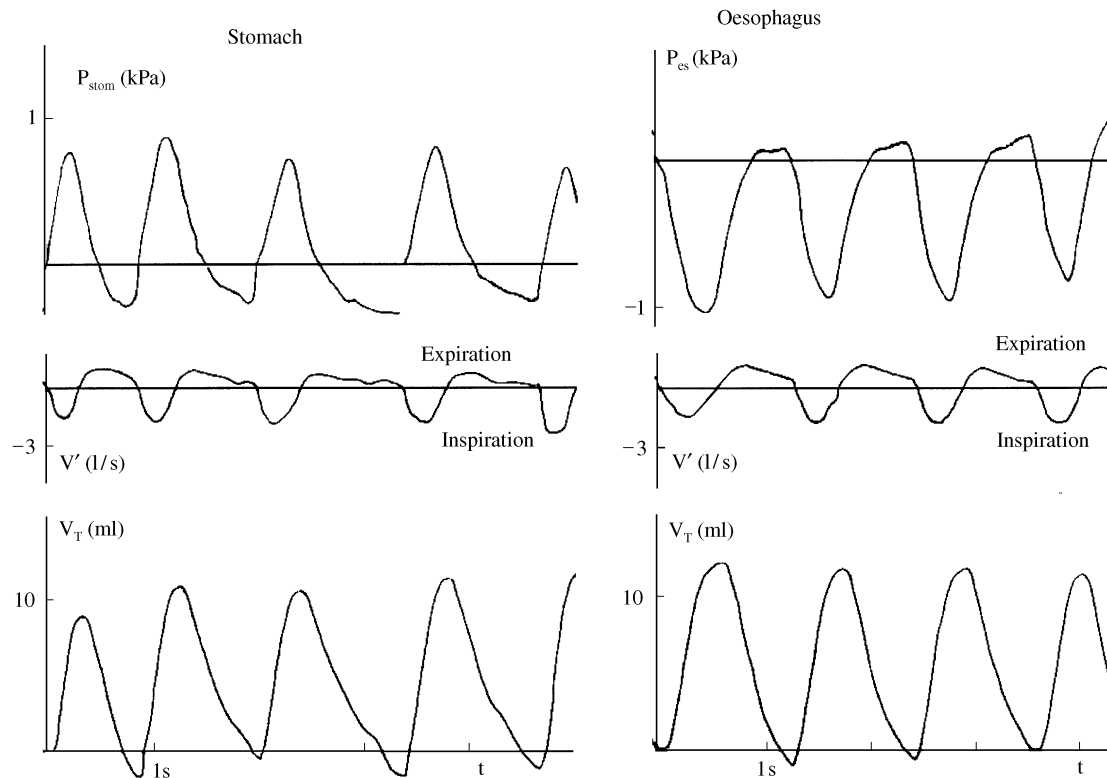 Stomach
P_stom (kPa)
1
Expiration
Inspiration
−3
V′ (l/s)
V_T (ml)
10
1s
t
Oesophagus
P_es (kPa)
−1
Expiration
Inspiration
−3
V′ (l/s)
V_T (ml)
10
1s
t